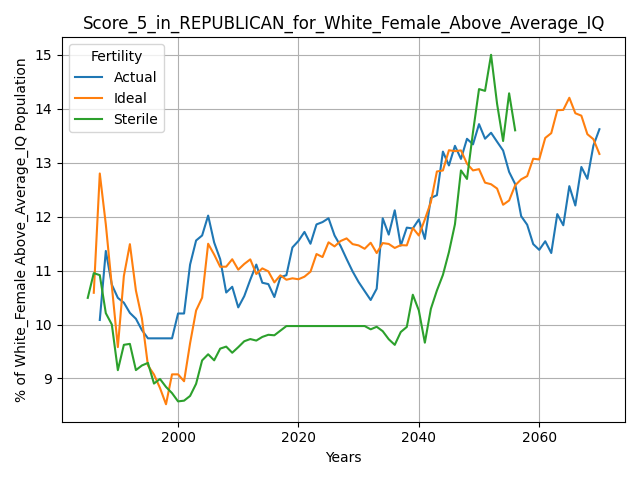 Score_5_in_REPUBLICAN_for_White_Female_Above_Average_IQ
Fertility
Actual
Ideal
Sterile
% of White_Female Above_Average_IQ Population
15
14
13
12
11
10
9
2000 2020 2040 2060
Years